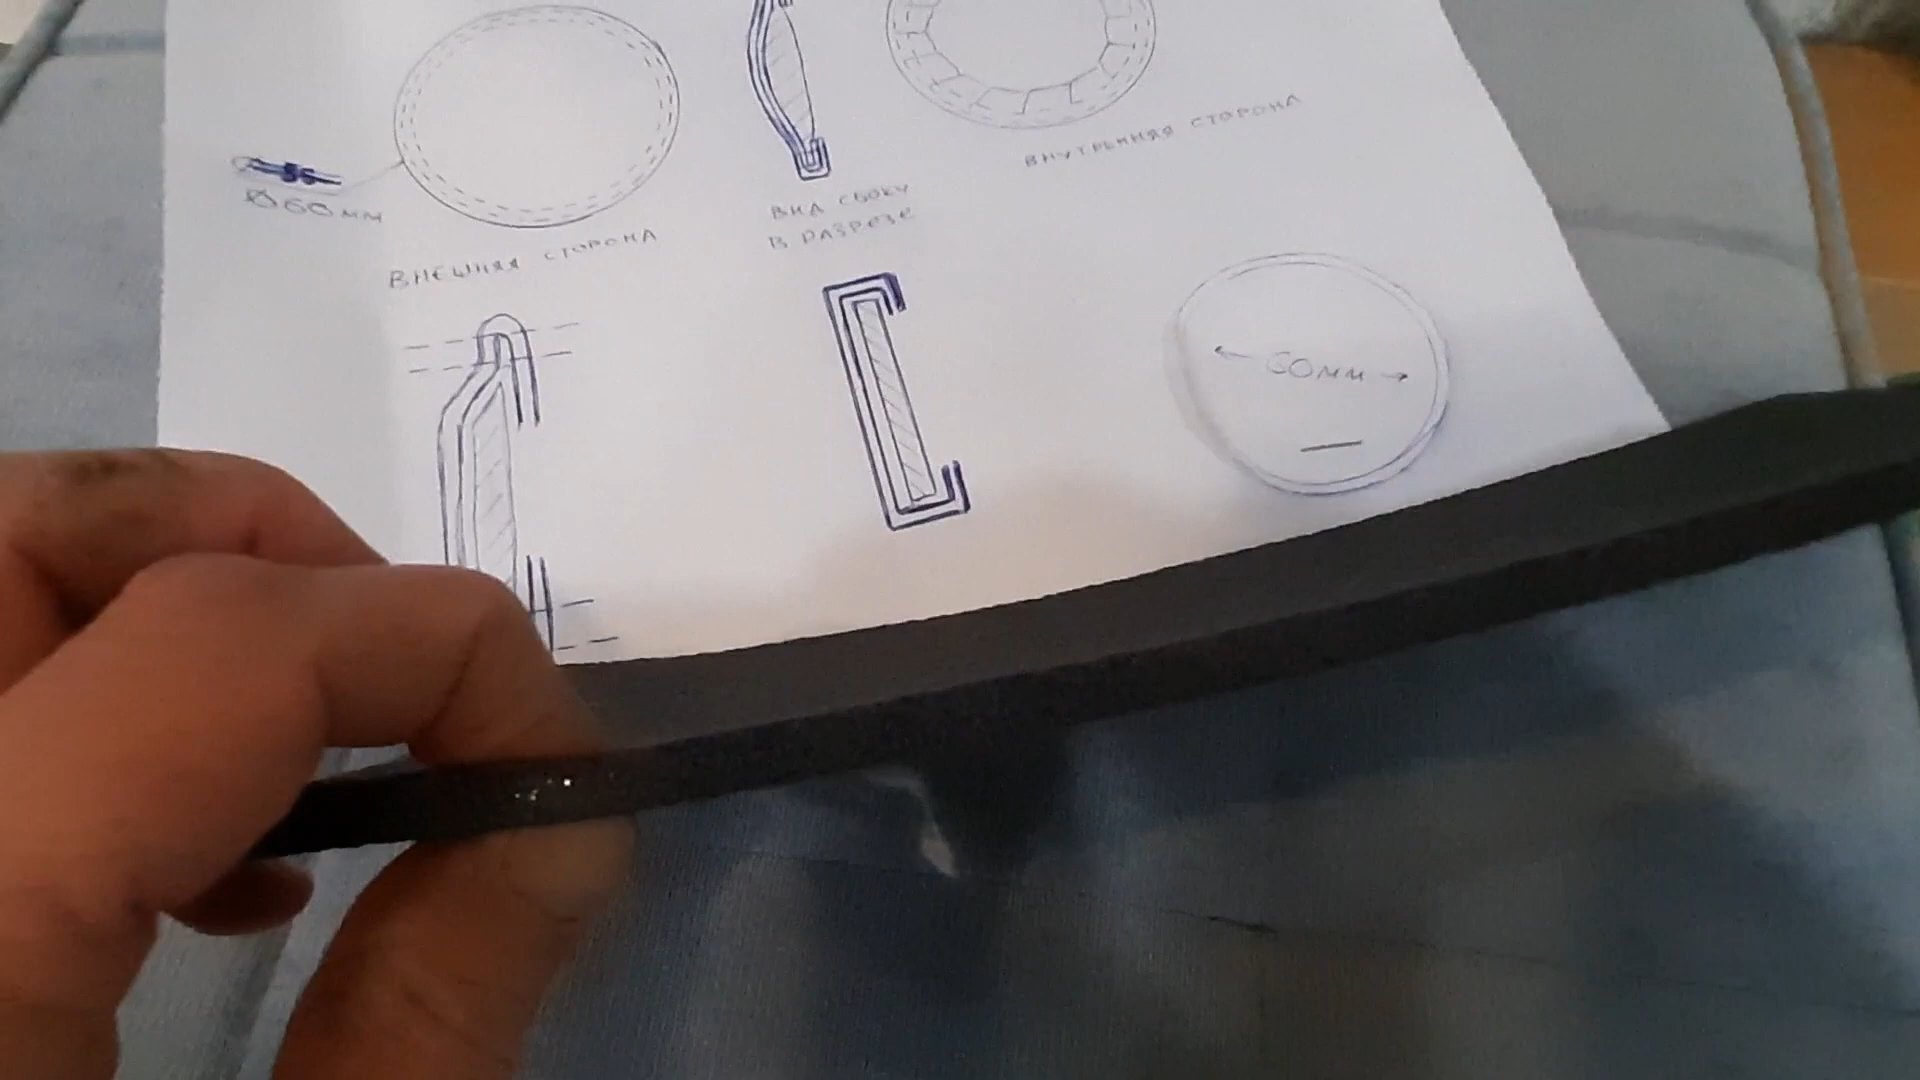 Ø60мм
ВНЕШНЯЯ СТОРОНА
ВИД СБОКУ
В РАЗРЕЗЕ
ВНУТРЕННЯЯ СТОРОНА
60мм